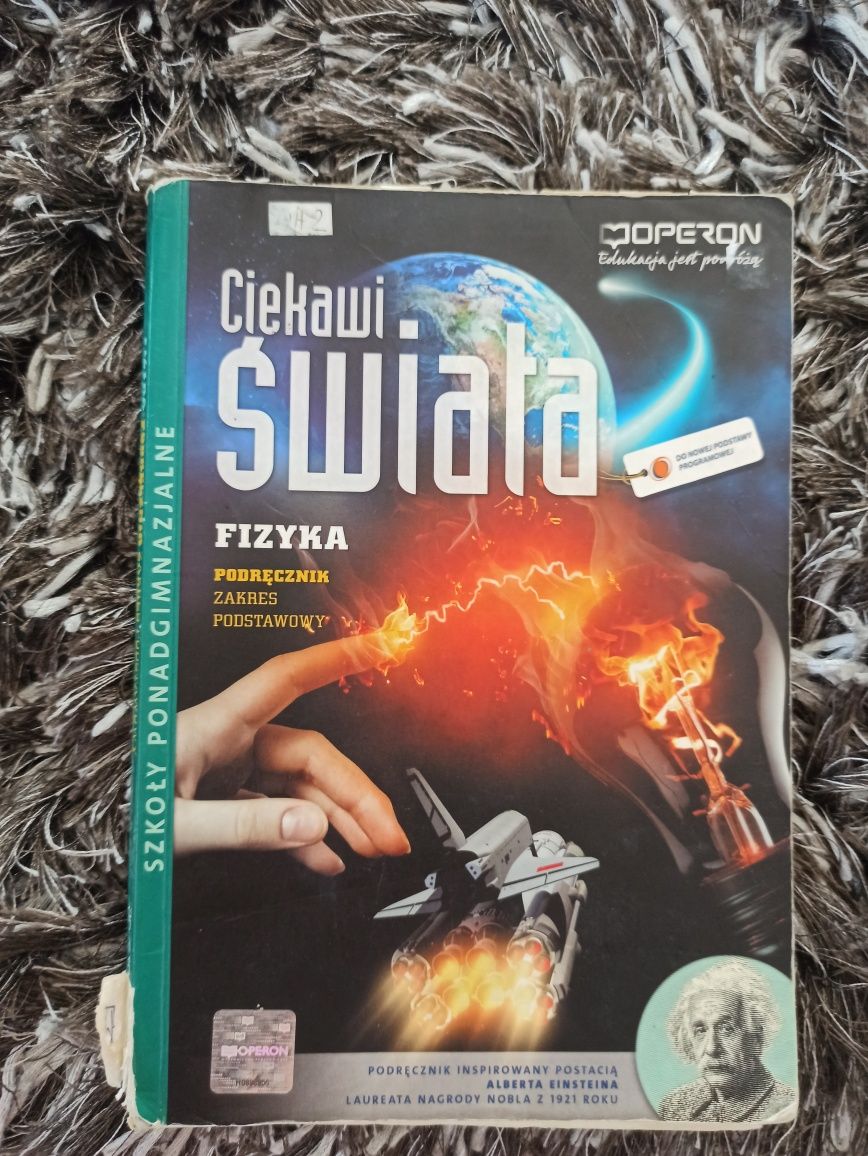 OPERON
Edukacja jest podróżą
Ciekawi
świata
DO NOWEJ PODSTAWY
PROGRAMOWEJ
FIZYKA
PODRĘCZNIK
ZAKRES
PODSTAWOWY
SZKOŁY PONADGIMNAZJALNE
OPERON
PODRĘCZNIK INSPIROWANY POSTACIĄ
ALBERTA EINSTEINA
LAUREATA NAGRODY NOBLA Z 1921 ROKU